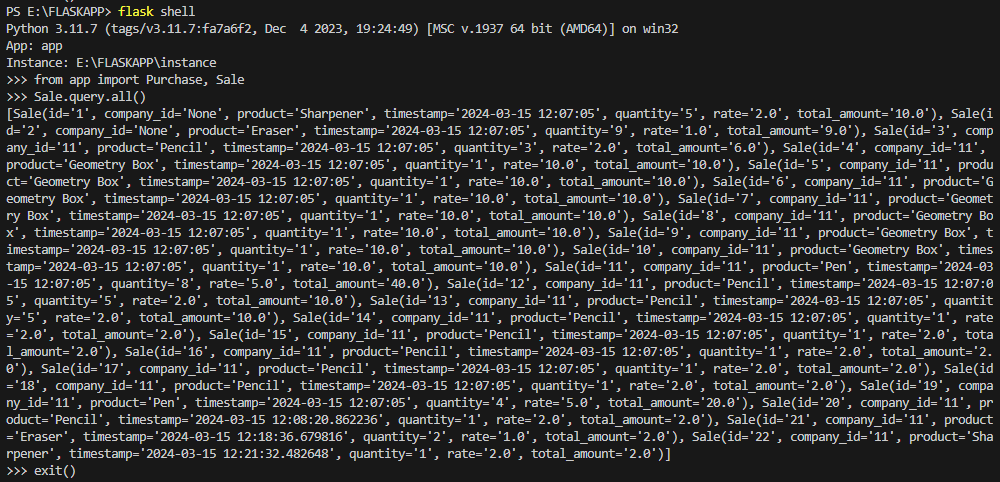 PS E:\FLASKAPP> flask shell
Python 3.11.7 (tags/v3.11.7:fa7a6f2, Dec  4 2023, 19:24:49) [MSC v.1937 64 bit (AMD64)] on win32
App: app
Instance: E:\FLASKAPP\instance
>>> from app import Purchase, Sale
>>> Sale.query.all()
[Sale(id='1', company_id='None', product='Sharpener', timestamp='2024-03-15 12:07:05', quantity='5', rate='2.0', total_amount='10.0'), Sale(i
d='2', company_id='None', product='Eraser', timestamp='2024-03-15 12:07:05', quantity='9', rate='1.0', total_amount='9.0'), Sale(id='3', comp
any_id='11', product='Pencil', timestamp='2024-03-15 12:07:05', quantity='3', rate='2.0', total_amount='6.0'), Sale(id='4', company_id='11',
product='Geometry Box', timestamp='2024-03-15 12:07:05', quantity='1', rate='10.0', total_amount='10.0'), Sale(id='5', company_id='11', produ
ct='Geometry Box', timestamp='2024-03-15 12:07:05', quantity='1', rate='10.0', total_amount='10.0'), Sale(id='6', company_id='11', product='G
eometry Box', timestamp='2024-03-15 12:07:05', quantity='1', rate='10.0', total_amount='10.0'), Sale(id='7', company_id='11', product='Geomet
ry Box', timestamp='2024-03-15 12:07:05', quantity='1', rate='10.0', total_amount='10.0'), Sale(id='8', company_id='11', product='Geometry Bo
x', timestamp='2024-03-15 12:07:05', quantity='1', rate='10.0', total_amount='10.0'), Sale(id='9', company_id='11', product='Geometry Box', t
imestamp='2024-03-15 12:07:05', quantity='1', rate='10.0', total_amount='10.0'), Sale(id='10', company_id='11', product='Geometry Box', times
tamp='2024-03-15 12:07:05', quantity='1', rate='10.0', total_amount='10.0'), Sale(id='11', company_id='11', product='Pen', timestamp='2024-03
-15 12:07:05', quantity='8', rate='5.0', total_amount='40.0'), Sale(id='12', company_id='11', product='Pencil', timestamp='2024-03-15 12:07:0
5', quantity='5', rate='2.0', total_amount='10.0'), Sale(id='13', company_id='11', product='Pencil', timestamp='2024-03-15 12:07:05', quantit
y='5', rate='2.0', total_amount='10.0'), Sale(id='14', company_id='11', product='Pencil', timestamp='2024-03-15 12:07:05', quantity='1', rate
='2.0', total_amount='2.0'), Sale(id='15', company_id='11', product='Pencil', timestamp='2024-03-15 12:07:05', quantity='1', rate='2.0', tota
l_amount='2.0'), Sale(id='16', company_id='11', product='Pencil', timestamp='2024-03-15 12:07:05', quantity='1', rate='2.0', total_amount='2.
0'), Sale(id='17', company_id='11', product='Pencil', timestamp='2024-03-15 12:07:05', quantity='1', rate='2.0', total_amount='2.0'), Sale(id
='18', company_id='11', product='Pencil', timestamp='2024-03-15 12:07:05', quantity='1', rate='2.0', total_amount='2.0'), Sale(id='19', compa
ny_id='11', product='Pen', timestamp='2024-03-15 12:07:05', quantity='4', rate='5.0', total_amount='20.0'), Sale(id='20', company_id='11', pr
oduct='Pencil', timestamp='2024-03-15 12:08:20.862236', quantity='1', rate='2.0', total_amount='2.0'), Sale(id='21', company_id='11', product
='Eraser', timestamp='2024-03-15 12:18:36.679816', quantity='2', rate='1.0', total_amount='2.0'), Sale(id='22', company_id='11', product='Sha
rpener', timestamp='2024-03-15 12:21:32.482648', quantity='1', rate='2.0', total_amount='2.0')]
>>> exit()